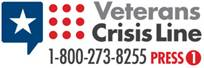 Veterans
Crisis Line
1-800-273-8255 PRESS 1